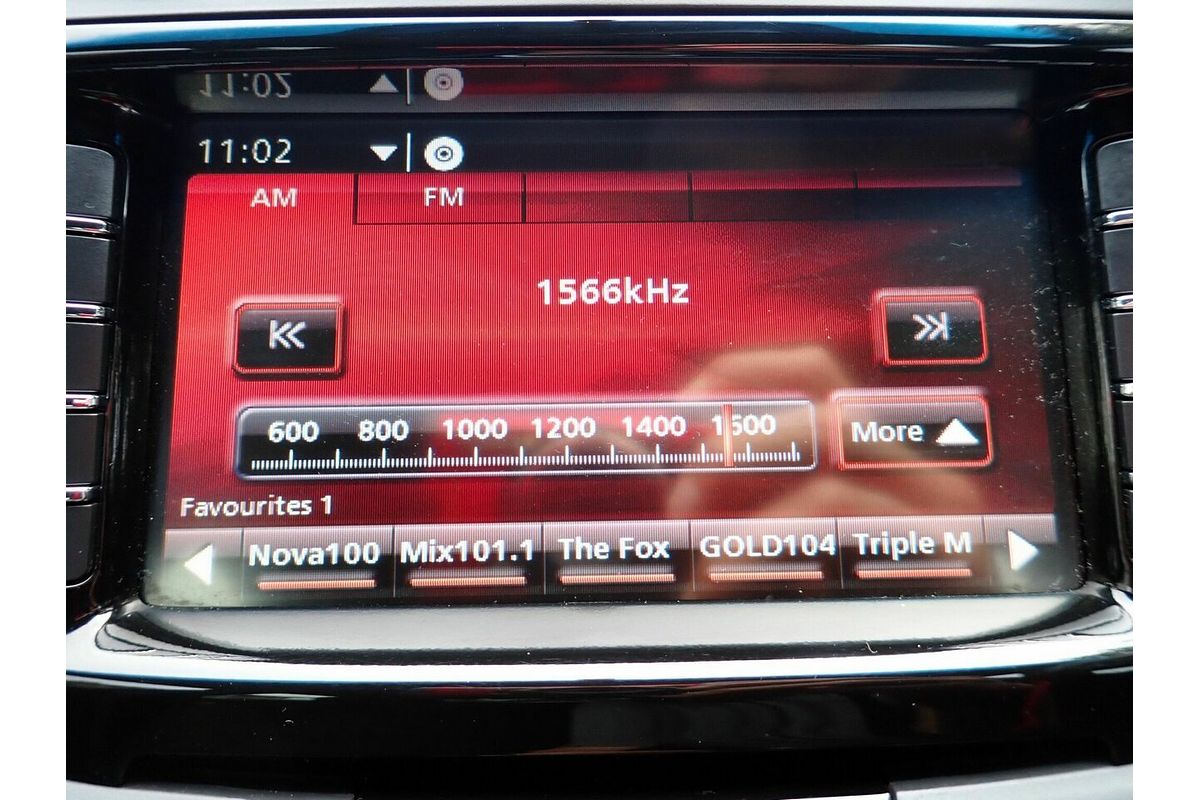 11:02
11:02
AM FM
1566kHz
600 800 1000 1200 1400 1600
More
Favourites 1
Nova100 Mix101.1 The Fox GOLD104 Triple M